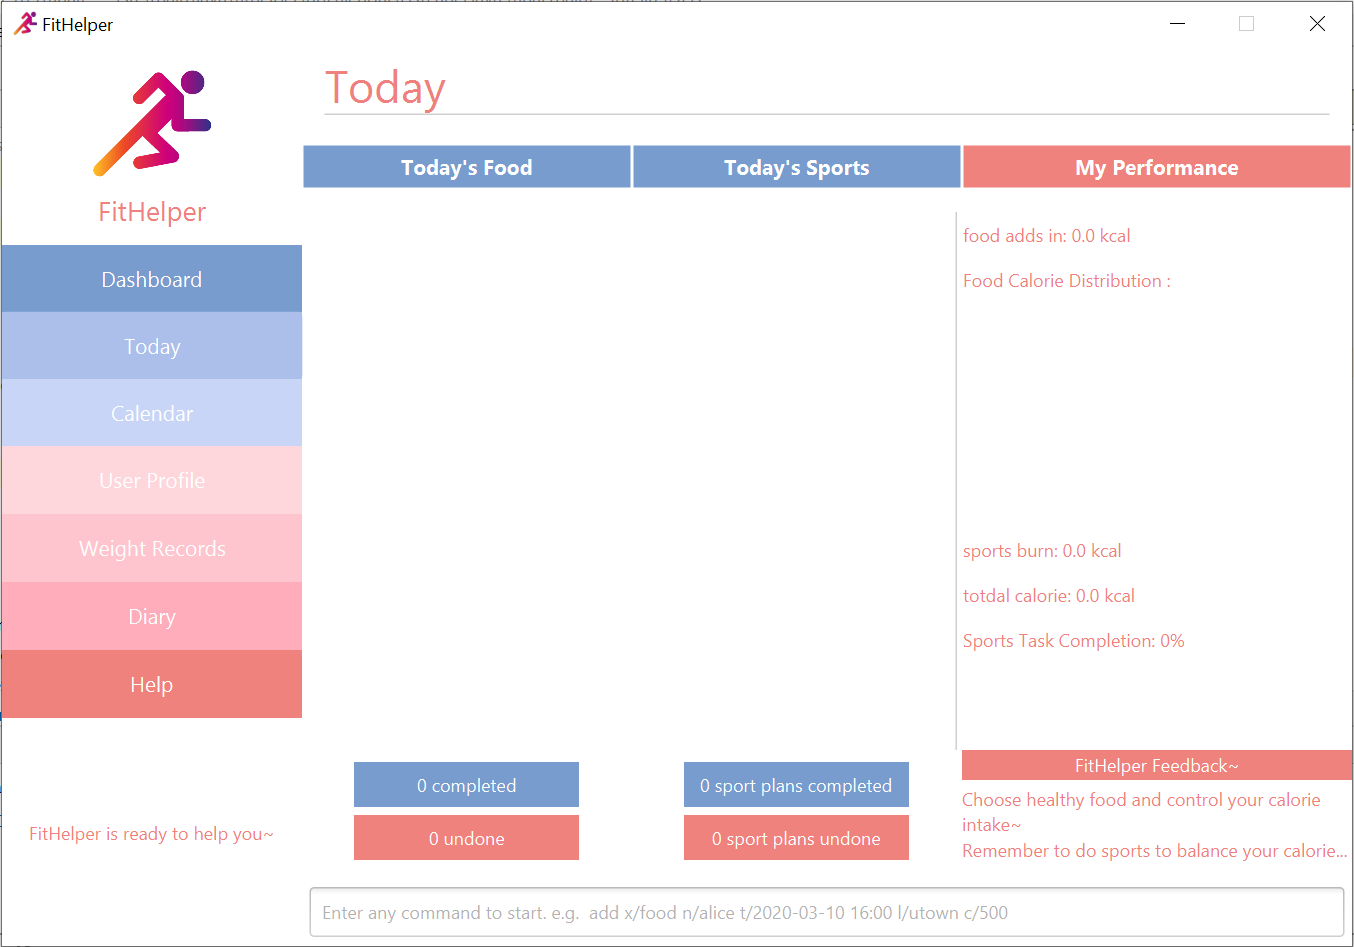 FitHelper
Today
FitHelper
Dashboard
Today
Calendar
User Profile
Weight Records
Diary
Help
FitHelper is ready to help you~
Today's Food
Today's Sports
My Performance
food adds in: 0.0 kcal
Food Calorie Distribution :
sports burn: 0.0 kcal
totdal calorie: 0.0 kcal
Sports Task Completion: 0%
0 completed
0 undone
0 sport plans completed
0 sport plans undone
FitHelper Feedback~
Choose healthy food and control your calorie
intake~
Remember to do sports to balance your calorie...
Enter any command to start. e.g.  add x/food n/alice t/2020-03-10 16:00 l/utown c/500